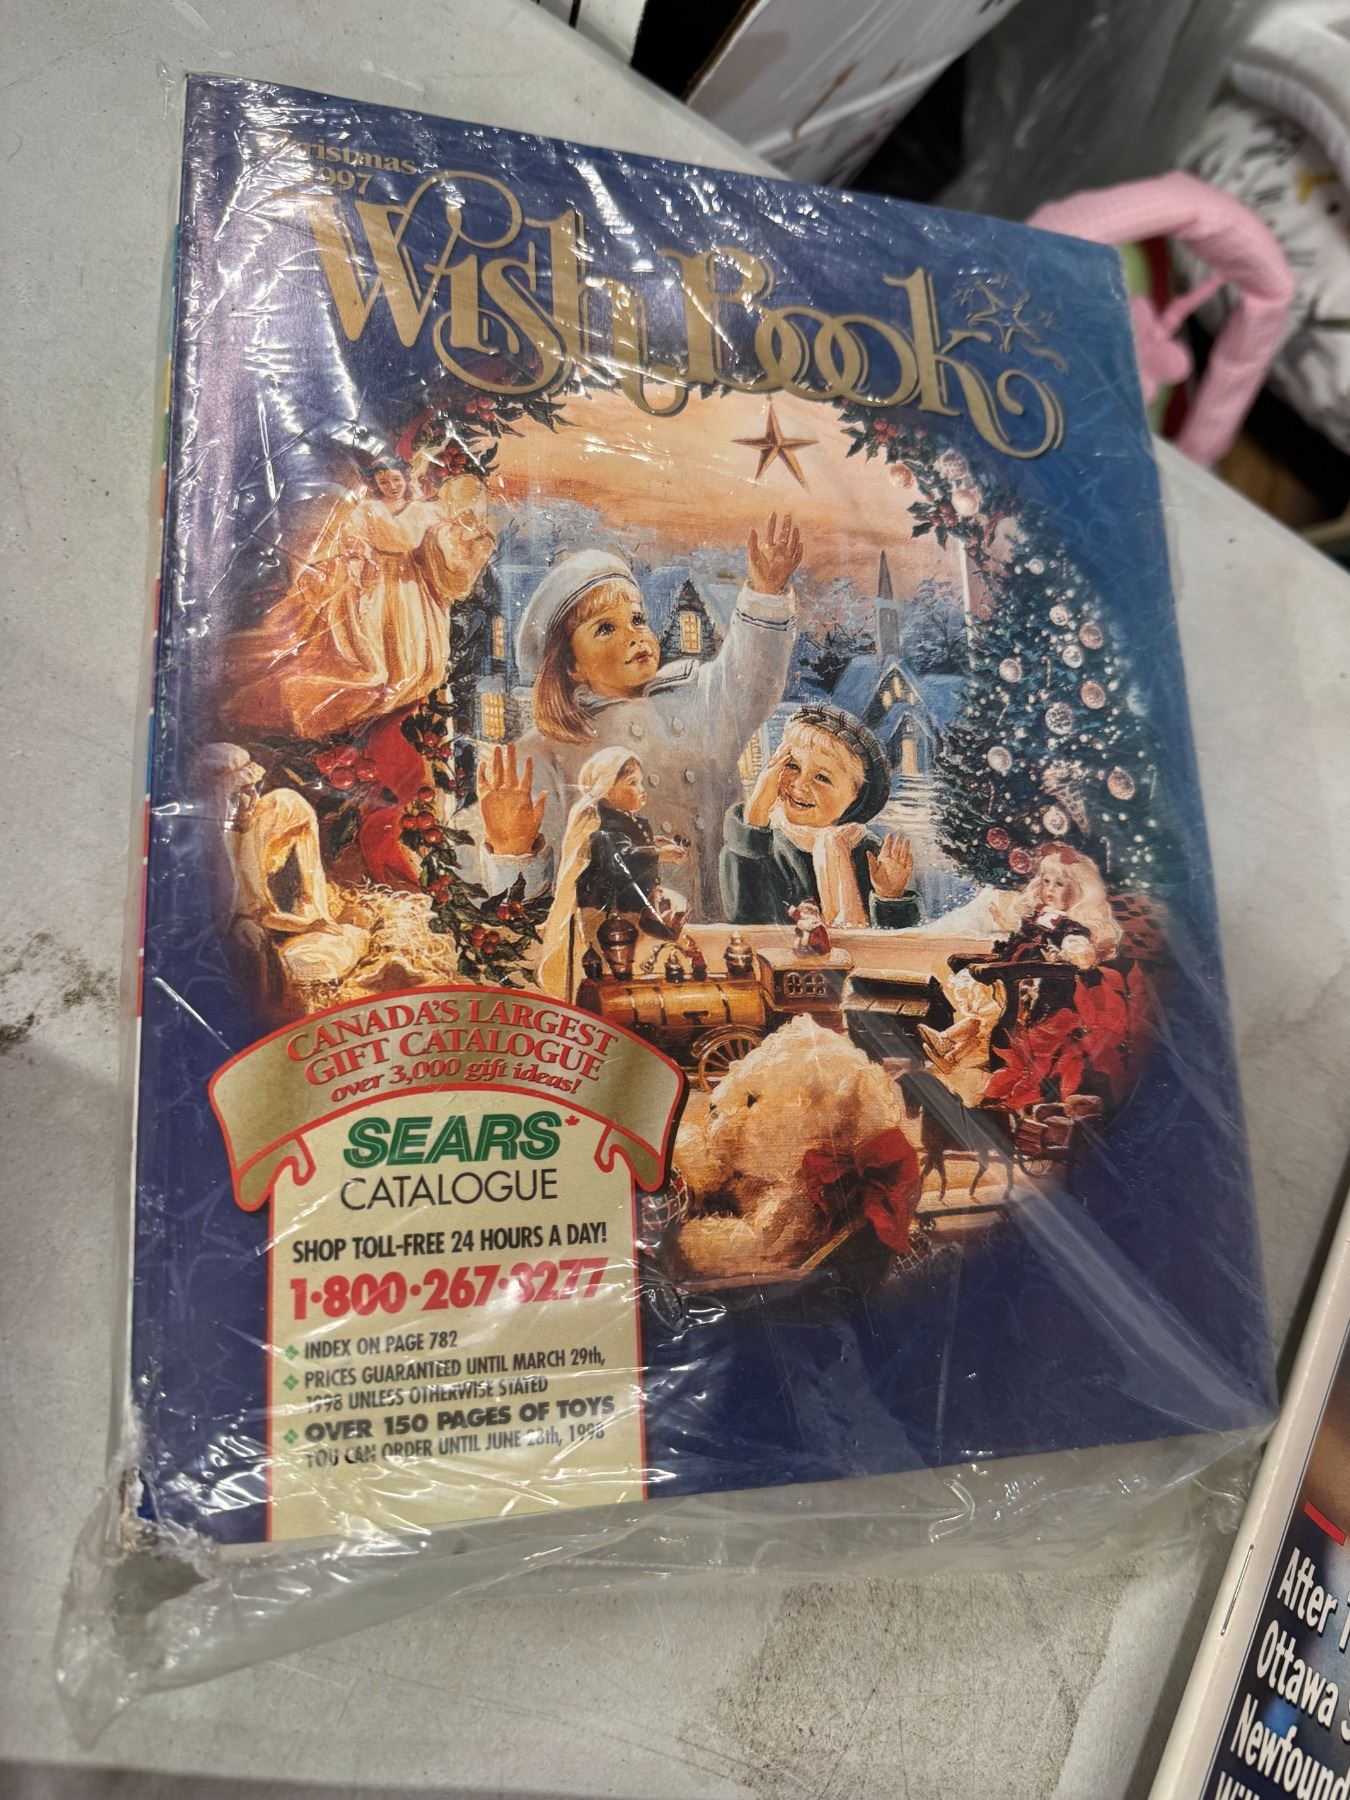 Christmas
1997
Wish Book
CANADA'S LARGEST
GIFT CATALOGUE
over 3,000 gift ideas!
SEARS
CATALOGUE
SHOP TOLL-FREE 24 HOURS A DAY!
1·800·267·3277
INDEX ON PAGE 782
PRICES GUARANTEED UNTIL MARCH 29th,
1998 UNLESS OTHERWISE STATED
OVER 150 PAGES OF TOYS
YOU CAN ORDER UNTIL JUNE 28th, 1998
After
Ottawa
Newfound